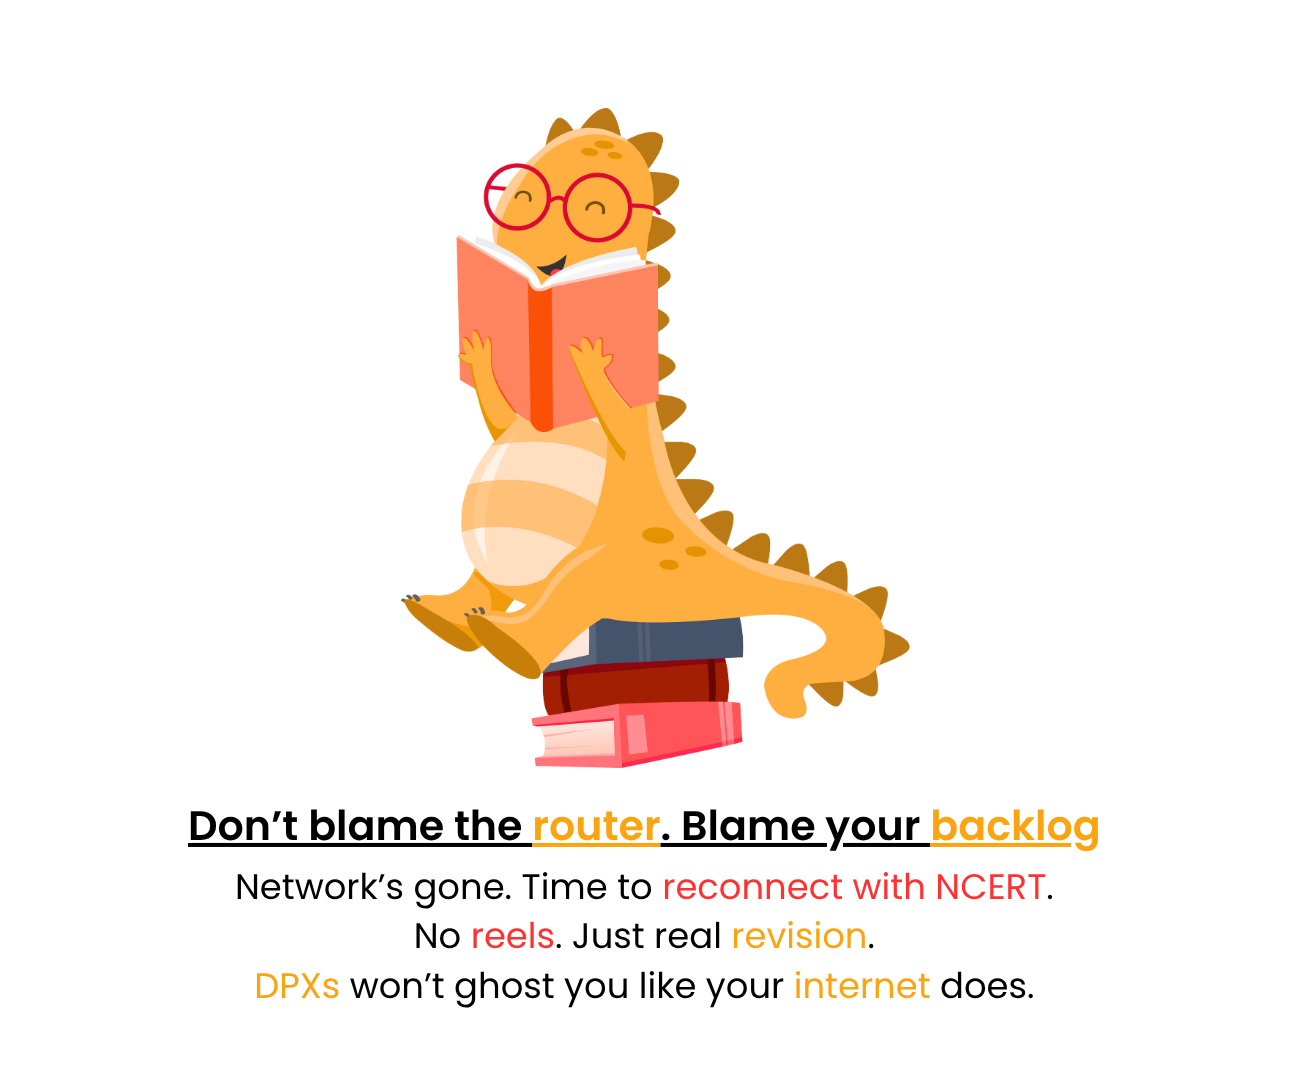 Don’t blame the router. Blame your backlog
Network’s gone. Time to reconnect with NCERT.
No reels. Just real revision.
DPXs won’t ghost you like your internet does.